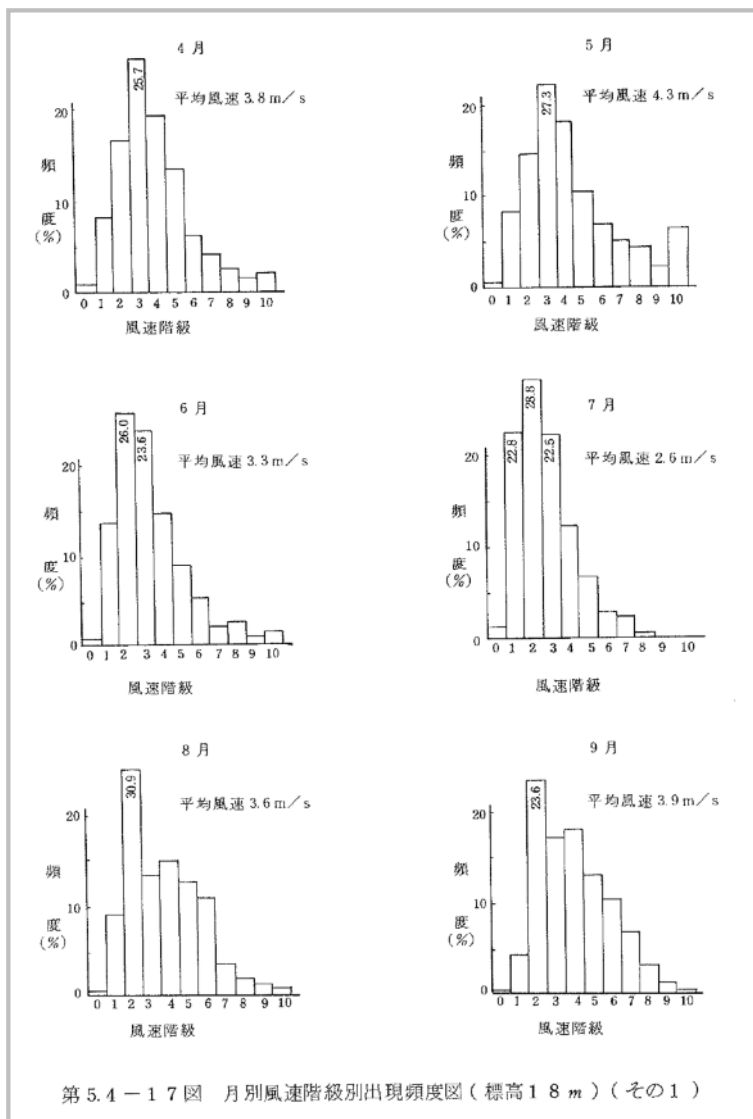 4月
25.7
平均風速 3.8 m/s
20
頻
10
度
(%)
0
0 1 2 3 4 5 6 7 8 9 10
風速階級
5月
27.3
平均風速 4.3 m/s
20
頻
10
度
(%)
0
0 1 2 3 4 5 6 7 8 9 10
風速階級
6月
26.0
23.6
平均風速 3.3 m/s
20
頻
10
度
(%)
0
0 1 2 3 4 5 6 7 8 9 10
風速階級
7月
22.8
28.8
22.5
平均風速 2.6 m/s
20
頻
10
度
(%)
0
0 1 2 3 4 5 6 7 8 9 10
風速階級
8月
30.9
平均風速 3.6 m/s
20
頻
10
度
(%)
0
0 1 2 3 4 5 6 7 8 9 10
風速階級
9月
23.6
平均風速 3.9 m/s
20
頻
10
度
(%)
0
0 1 2 3 4 5 6 7 8 9 10
風速階級
第5.4-17図 月別風速階級別出現頻度図(標高18m)(その1)